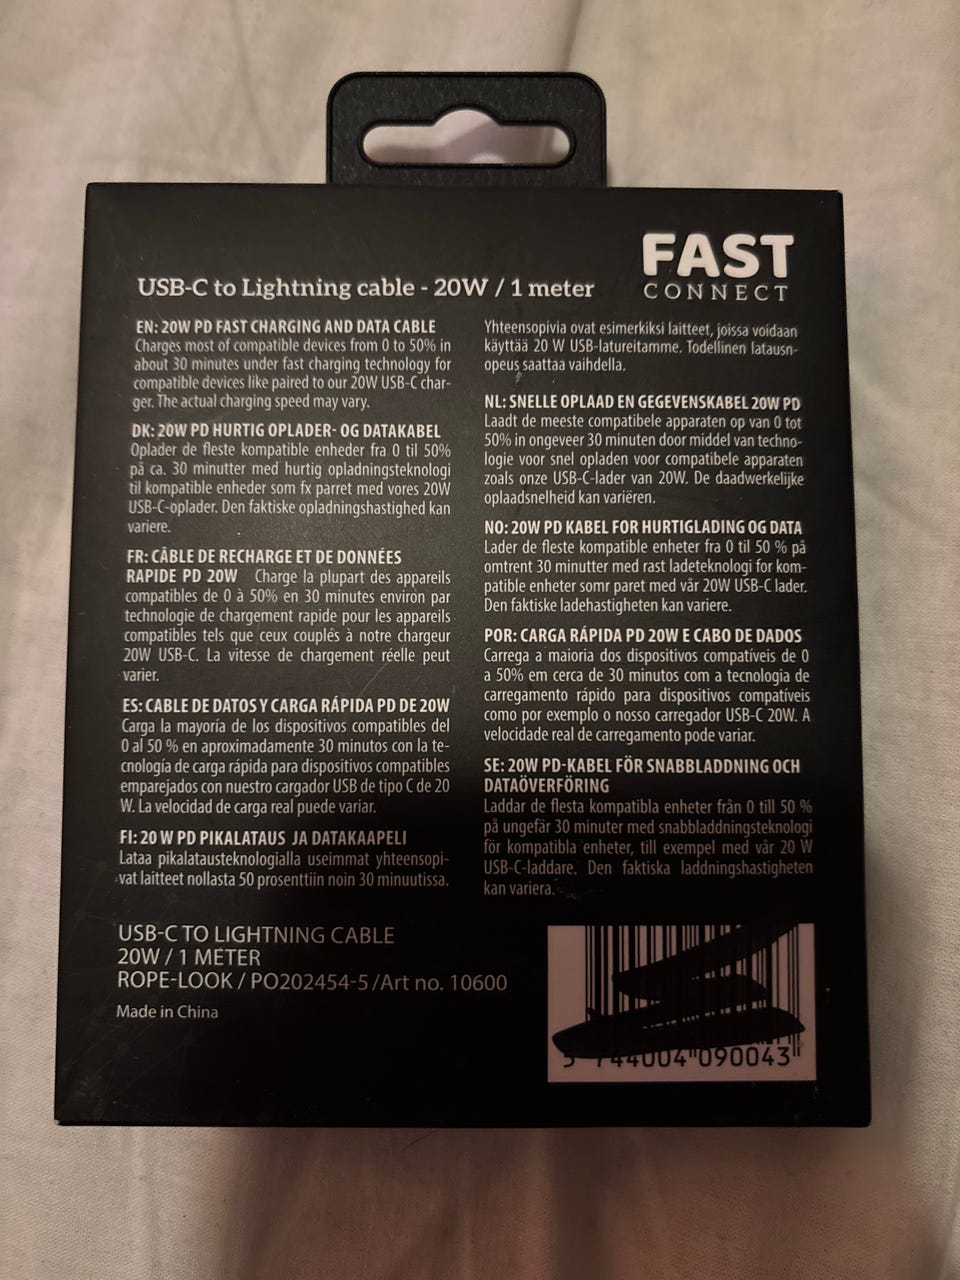 FAST
CONNECT
USB-C to Lightning cable - 20W / 1 meter
EN: 20W PD FAST CHARGING AND DATA CABLE
Charges most of compatible devices from 0 to 50% in
about 30 minutes under fast charging technology for
compatible devices like paired to our 20W USB-C char-
ger. The actual charging speed may vary.
DK: 20W PD HURTIG OPLADER- OG DATAKABEL
Oplader de fleste kompatible enheder fra 0 til 50%
på ca. 30 minutter med hurtig opladningsteknologi
til kompatible enheder som fx parret med vores 20W
USB-C-oplader. Den faktiske opladningshastighed kan
variere.
FR: CÂBLE DE RECHARGE ET DE DONNÉES
RAPIDE PD 20W Charge la plupart des appareils
compatibles de 0 à 50% en 30 minutes environ par
technologie de chargement rapide pour les appareils
compatibles tels que ceux couplés à notre chargeur
20W USB-C. La vitesse de chargement réelle peut
varier.
ES: CABLE DE DATOS Y CARGA RÁPIDA PD DE 20W
Carga la mayoría de los dispositivos compatibles del
0 al 50 % en aproximadamente 30 minutos con la te-
cnología de carga rápida para dispositivos compatibles
emparejados con nuestro cargador USB de tipo C de 20
W. La velocidad de carga real puede variar.
FI: 20 W PD PIKALATAUS JA DATAKAAPELI
Lataa pikalatausteknologialla useimmat yhteensopi-
vat laitteet nollasta 50 prosenttiin noin 30 minuutissa.
Yhteensopivia ovat esimerkiksi laitteet, joissa voidaan
käyttää 20 W USB-latureitamme. Todellinen latausn-
opeus saattaa vaihdella.
NL: SNELLE OPLAAD EN GEGEVENSKABEL 20W PD
Laadt de meeste compatibele apparaten op van 0 tot
50% in ongeveer 30 minuten door middel van techno-
logie voor snel opladen voor compatibele apparaten
zoals onze USB-C-lader van 20W. De daadwerkelijke
oplaadsnelheid kan variëren.
NO: 20W PD KABEL FOR HURTIGLADING OG DATA
Lader de fleste kompatible enheter fra 0 til 50 % på
omtrent 30 minutter med rast ladeteknologi for kom-
patible enheter somr paret med vår 20W USB-C lader.
Den faktiske ladehastigheten kan variere.
POR: CARGA RÁPIDA PD 20W E CABO DE DADOS
Carrega a maioria dos dispositivos compatíveis de 0
a 50% em cerca de 30 minutos com a tecnologia de
carregamento rápido para dispositivos compatíveis
como por exemplo o nosso carregador USB-C 20W. A
velocidade real de carregamento pode variar.
SE: 20W PD-KABEL FÖR SNABBLADDNING OCH
DATAÖVERFÖRING
Laddar de flesta kompatibla enheter från 0 till 50 %
på ungefär 30 minuter med snabbladdningsteknologi
för kompatibla enheter, till exempel med vår 20 W
USB-C-laddare. Den faktiska laddningshastigheten
kan variera.
USB-C TO LIGHTNING CABLE
20W / 1 METER
ROPE-LOOK / PO202454-5 /Art no. 10600
Made in China
5 744004 090043